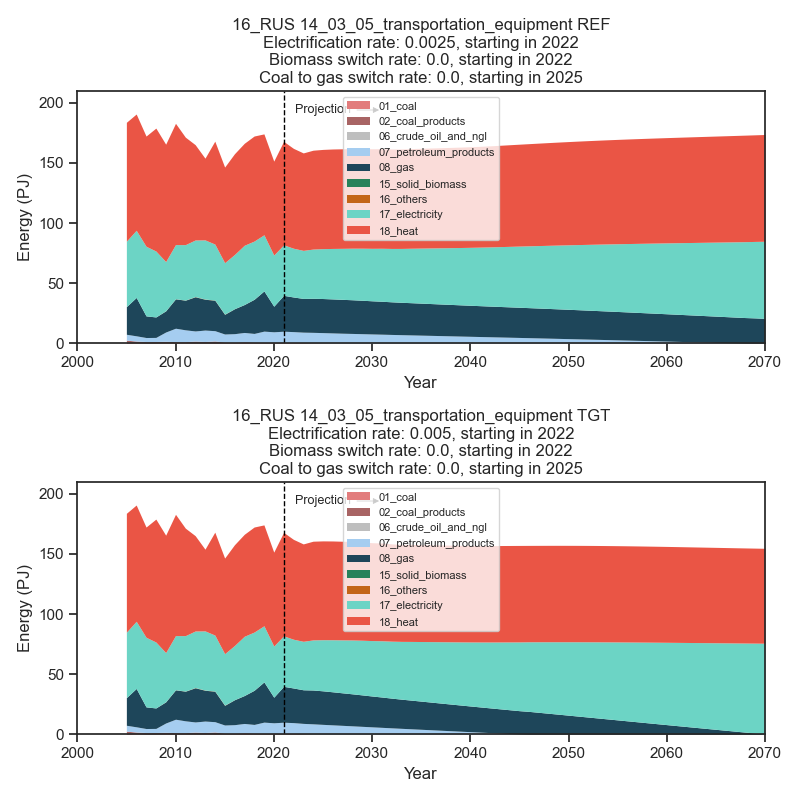 16_RUS 14_03_05_transportation_equipment REF
Electrification rate: 0.0025, starting in 2022
Biomass switch rate: 0.0, starting in 2022
Coal to gas switch rate: 0.0, starting in 2025
Energy (PJ)
200
150
100
50
0
Projection
01_coal
02_coal_products
06_crude_oil_and_ngl
07_petroleum_products
08_gas
15_solid_biomass
16_others
17_electricity
18_heat
2000 2010 2020 2030 2040 2050 2060 2070
Year
16_RUS 14_03_05_transportation_equipment TGT
Electrification rate: 0.005, starting in 2022
Biomass switch rate: 0.0, starting in 2022
Coal to gas switch rate: 0.0, starting in 2025
Energy (PJ)
200
150
100
50
0
Projection
01_coal
02_coal_products
06_crude_oil_and_ngl
07_petroleum_products
08_gas
15_solid_biomass
16_others
17_electricity
18_heat
2000 2010 2020 2030 2040 2050 2060 2070
Year